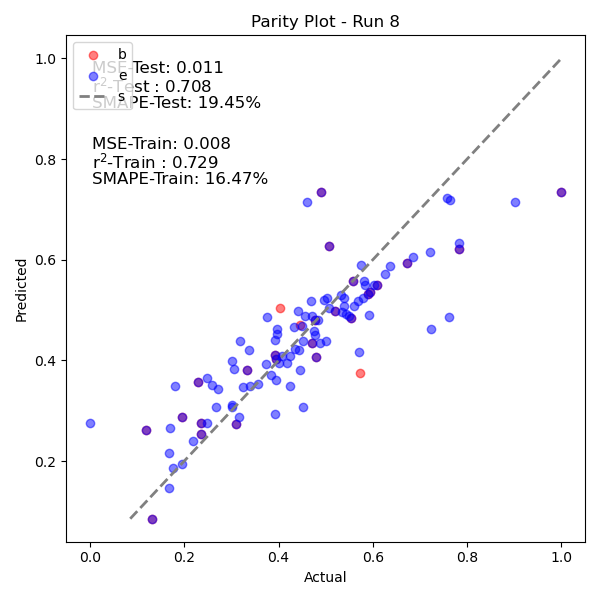 Parity Plot - Run 8
b
e
s
MSE-Test: 0.011
r²-Test : 0.708
SMAPE-Test: 19.45%
MSE-Train: 0.008
r²-Train : 0.729
SMAPE-Train: 16.47%
1.0
0.8
0.6
0.4
0.2
Predicted
0.0 0.2 0.4 0.6 0.8 1.0
Actual